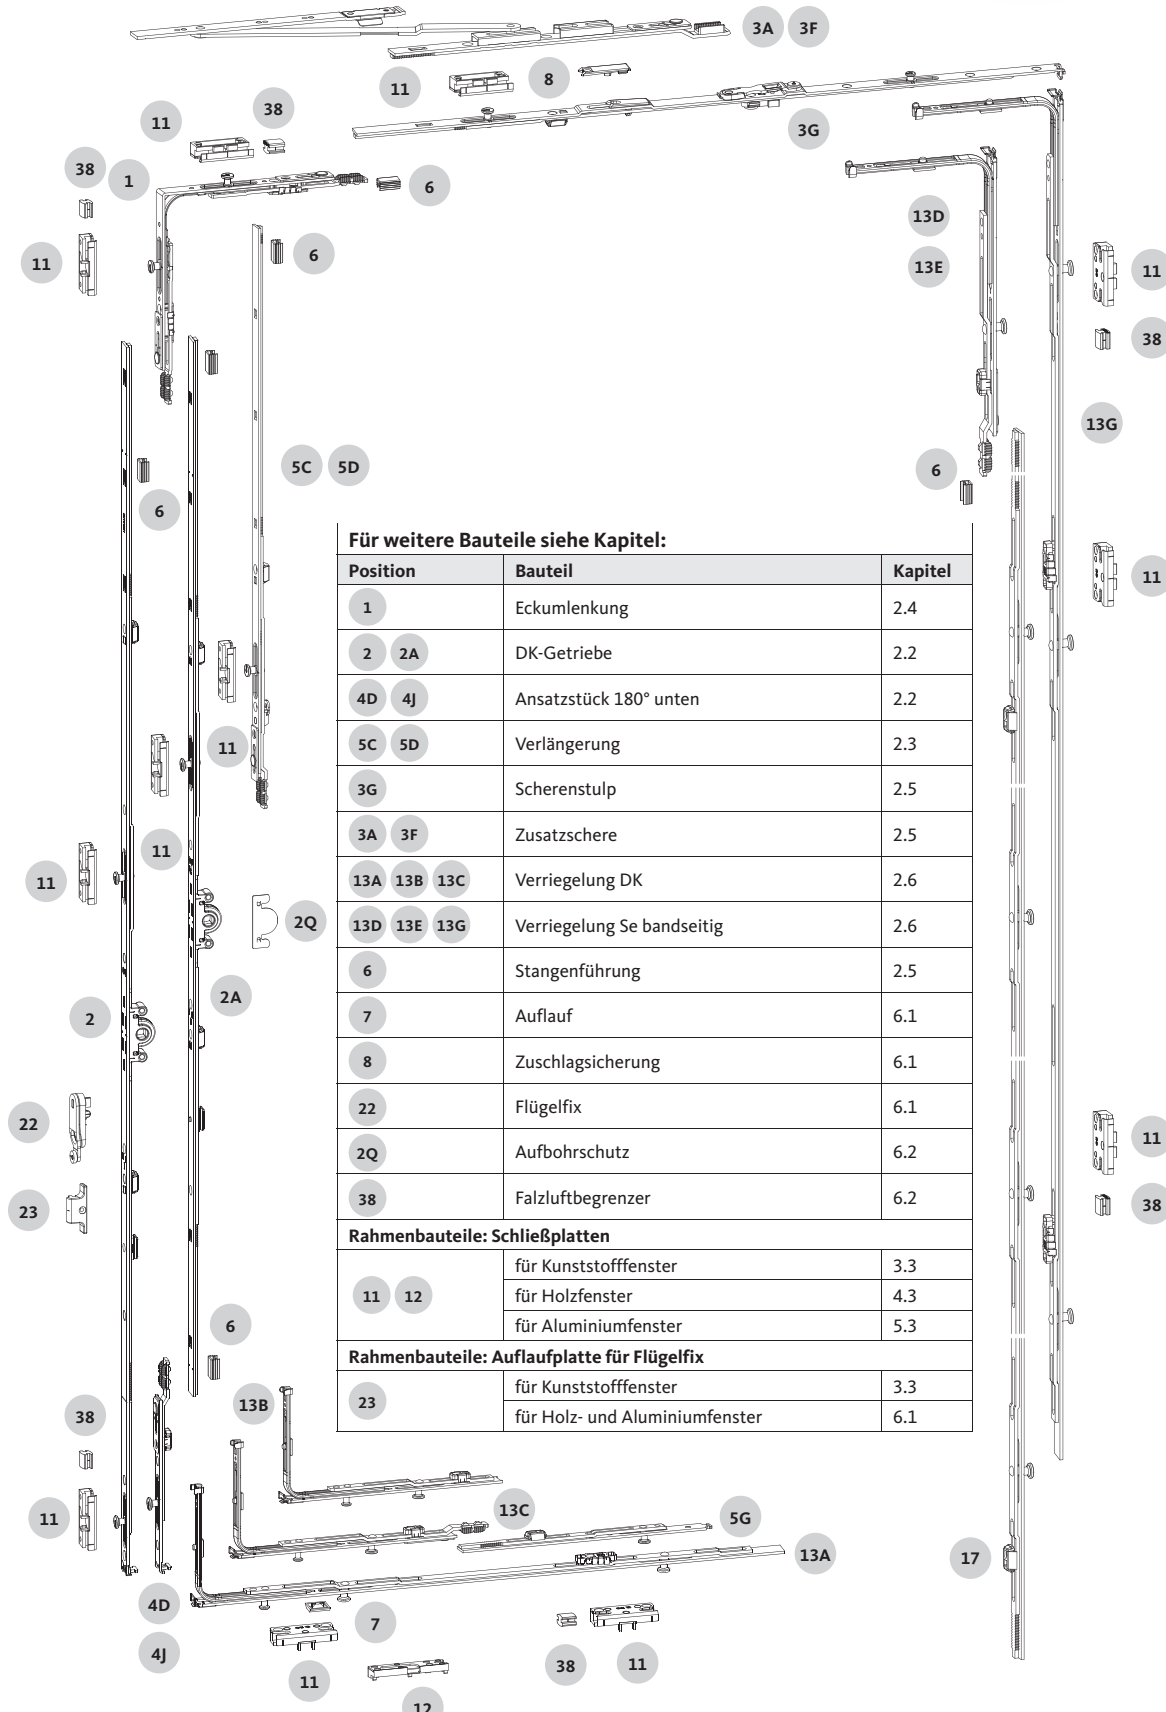 3A 3F
11 8
11 38
3G
38 1
6
13D
11 6
13E
11
38
13G
5C 5D
6
6
11
11
11
11
2Q
2A
2
22
11
23
38
6
13B
38
11
13C
5G
13A
17
4D
7
4J
11
38 11
12
Für weitere Bauteile siehe Kapitel:
Position Bauteil Kapitel
1 Eckumlenkung 2.4
2 2A DK-Getriebe 2.2
4D 4J Ansatzstück 180° unten 2.2
5C 5D Verlängerung 2.3
3G Scherenstulp 2.5
3A 3F Zusatzschere 2.5
13A 13B 13C Verriegelung DK 2.6
13D 13E 13G Verriegelung Se bandseitig 2.6
6 Stangenführung 2.5
7 Auflauf 6.1
8 Zuschlagsicherung 6.1
22 Flügelfix 6.1
2Q Aufbohrschutz 6.2
38 Falzluftbegrenzer 6.2
Rahmenbauteile: Schließplatten
11 12 für Kunststofffenster 3.3
für Holzfenster 4.3
für Aluminiumfenster 5.3
Rahmenbauteile: Auflaufplatte für Flügelfix
23 für Kunststofffenster 3.3
für Holz- und Aluminiumfenster 6.1